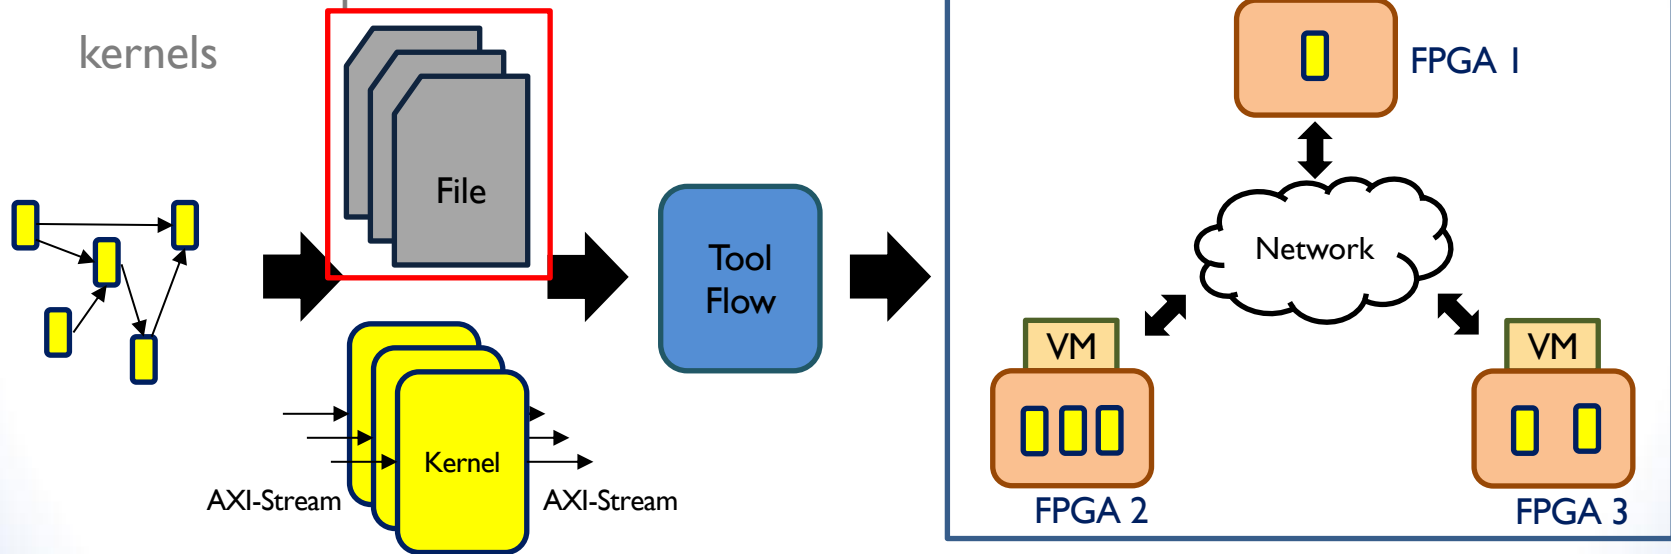 kernels
File
Tool
Flow
Kernel
AXI-Stream
AXI-Stream
FPGA 1
Network
VM
VM
FPGA 2
FPGA 3